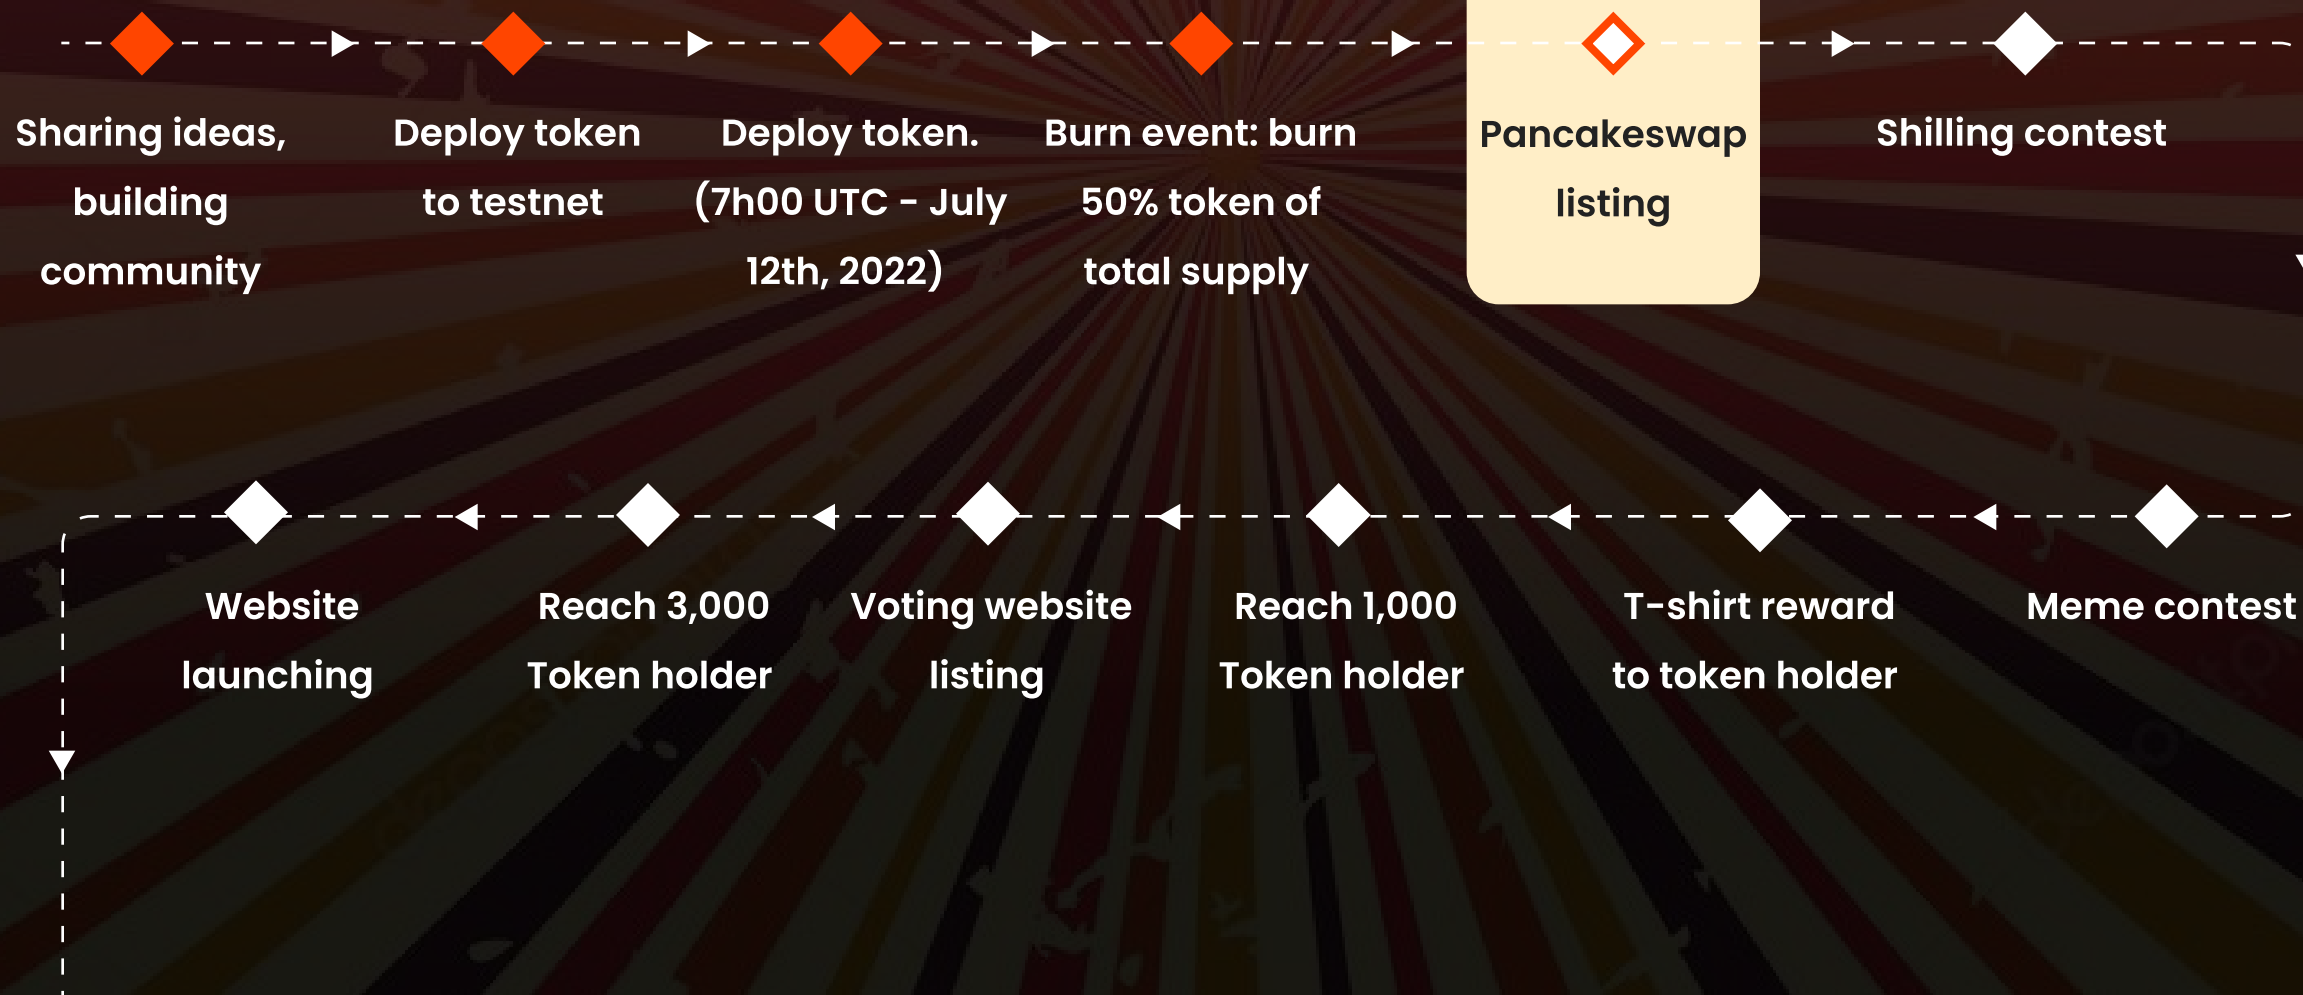 Sharing ideas,
building
community
Deploy token
to testnet
Deploy token.
(7h00 UTC - July
12th, 2022)
Burn event: burn
50% token of
total supply
Pancakeswap
listing
Shilling contest
Website
launching
Reach 3,000
Token holder
Voting website
listing
Reach 1,000
Token holder
T-shirt reward
to token holder
Meme contest